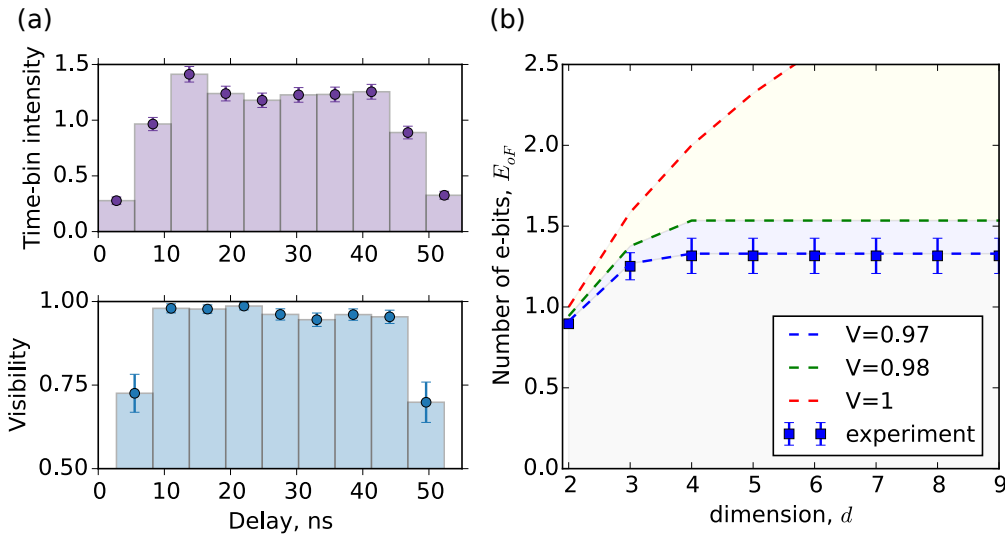 (a)
Time-bin intensity
1.5
1.0
0.5
0.0
0 10 20 30 40 50
Visibility
1.00
0.75
0.50
0 10 20 30 40 50
Delay, ns
(b)
Number of e-bits, E_oF
2.5
2.0
1.5
1.0
0.5
0.0
V=0.97
V=0.98
V=1
experiment
2 3 4 5 6 7 8 9
dimension, d